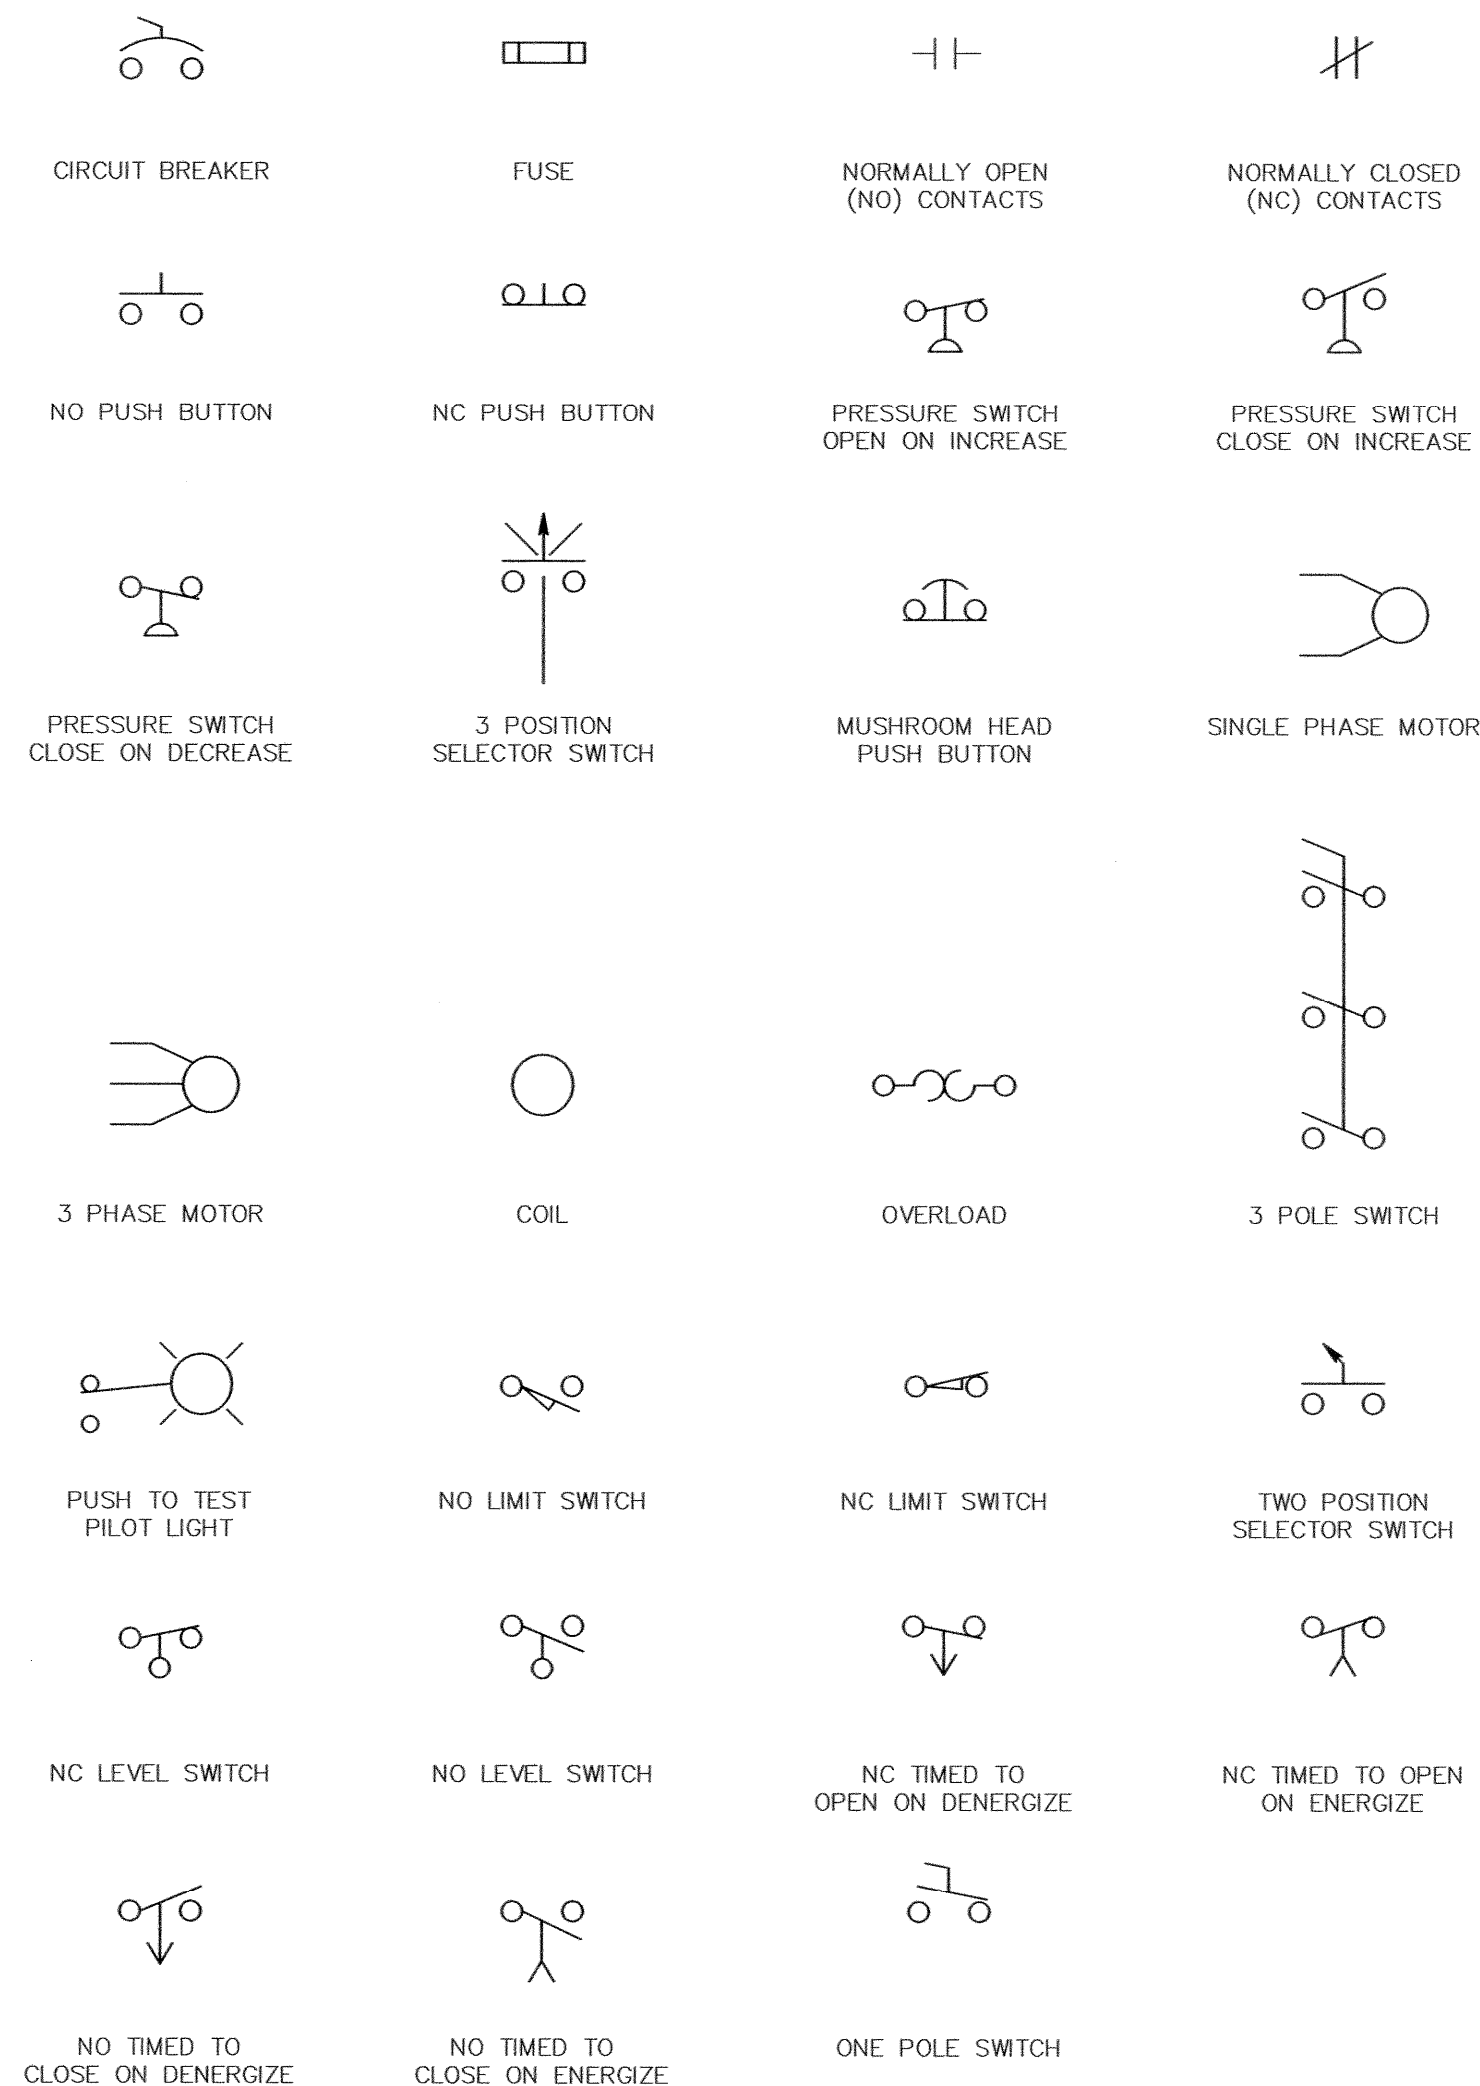 CIRCUIT BREAKER
FUSE
NORMALLY OPEN
(NO) CONTACTS
NORMALLY CLOSED
(NC) CONTACTS
NO PUSH BUTTON
NC PUSH BUTTON
PRESSURE SWITCH
OPEN ON INCREASE
PRESSURE SWITCH
CLOSE ON INCREASE
PRESSURE SWITCH
CLOSE ON DECREASE
3 POSITION
SELECTOR SWITCH
MUSHROOM HEAD
PUSH BUTTON
SINGLE PHASE MOTOR
3 PHASE MOTOR
COIL
OVERLOAD
3 POLE SWITCH
PUSH TO TEST
PILOT LIGHT
NO LIMIT SWITCH
NC LIMIT SWITCH
TWO POSITION
SELECTOR SWITCH
NC LEVEL SWITCH
NO LEVEL SWITCH
NC TIMED TO
OPEN ON DENERGIZE
NC TIMED TO OPEN
ON ENERGIZE
NO TIMED TO
CLOSE ON DENERGIZE
NO TIMED TO
CLOSE ON ENERGIZE
ONE POLE SWITCH